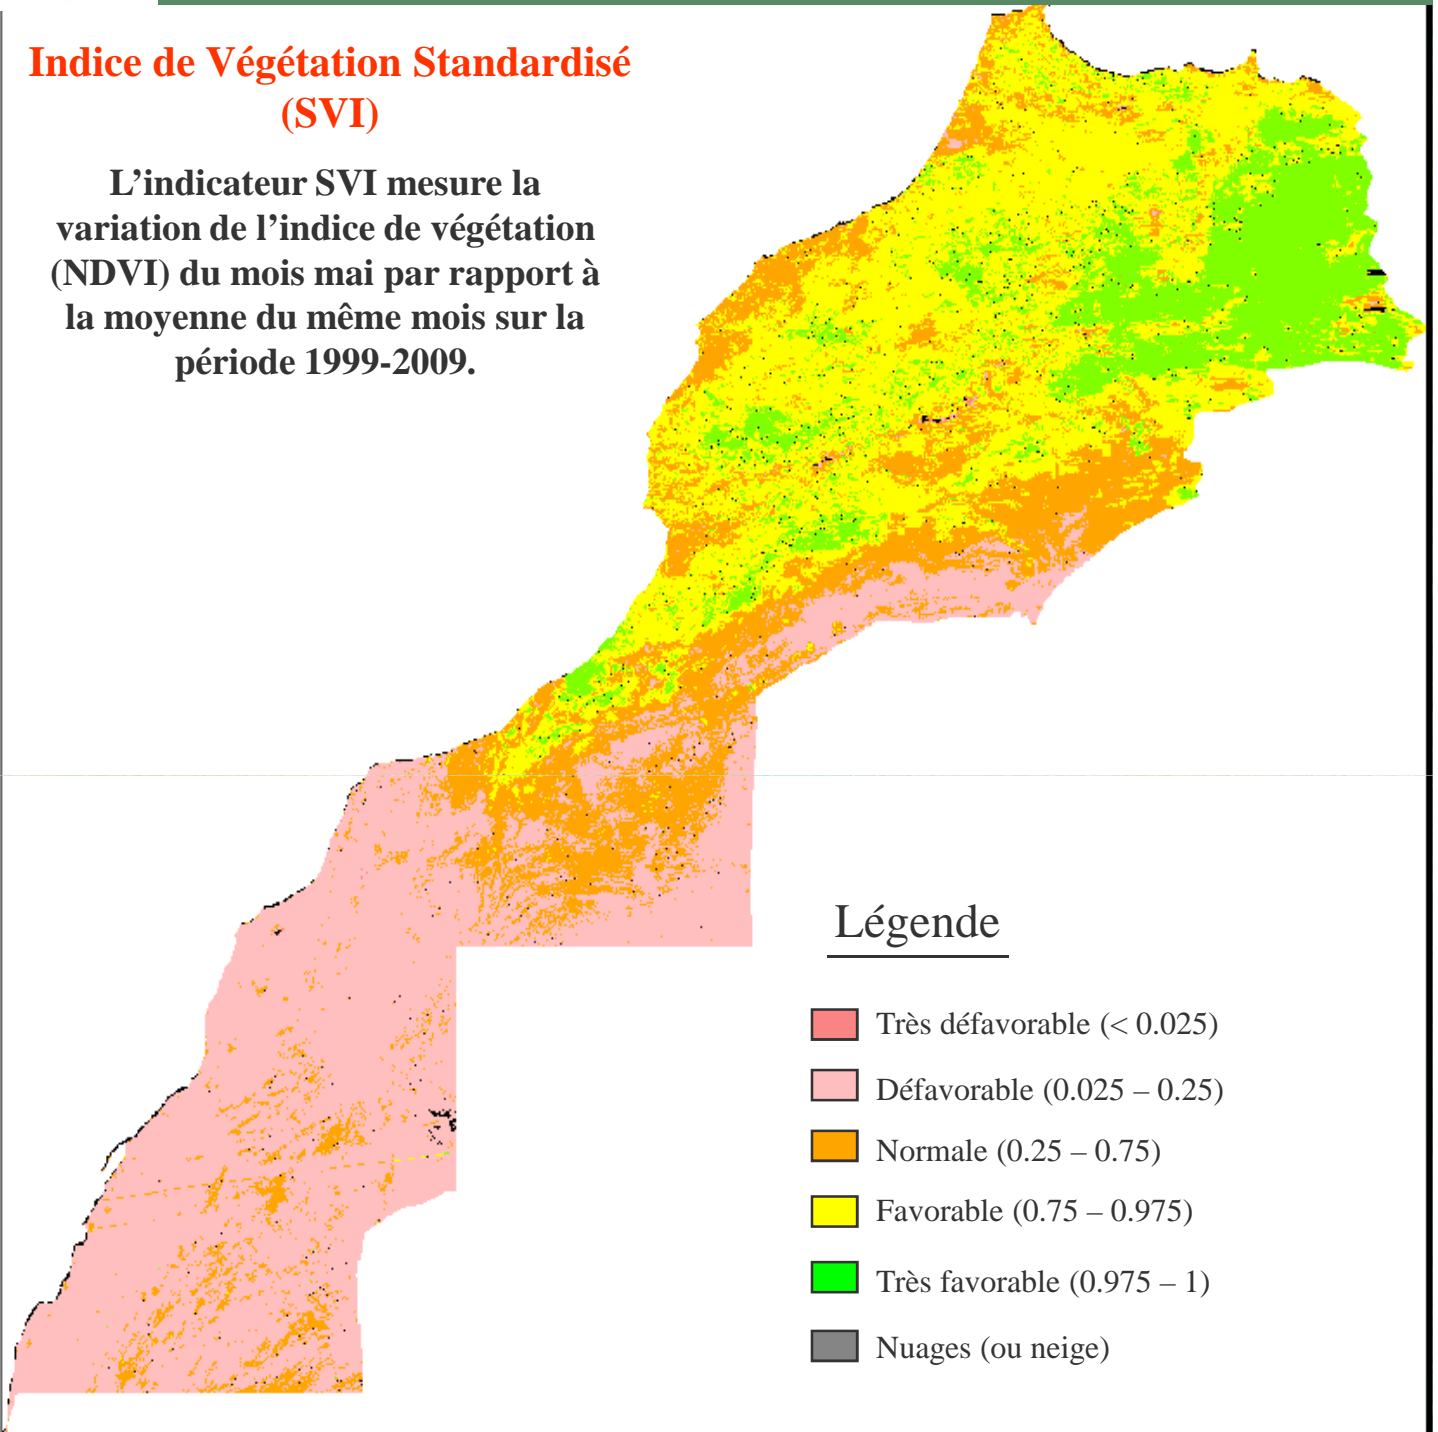 Indice de Végétation Standardisé
(SVI)
L’indicateur SVI mesure la
variation de l’indice de végétation
(NDVI) du mois mai par rapport à
la moyenne du même mois sur la
période 1999-2009.
Légende
Très défavorable (< 0.025)
Défavorable (0.025 – 0.25)
Normale (0.25 – 0.75)
Favorable (0.75 – 0.975)
Très favorable (0.975 – 1)
Nuages (ou neige)